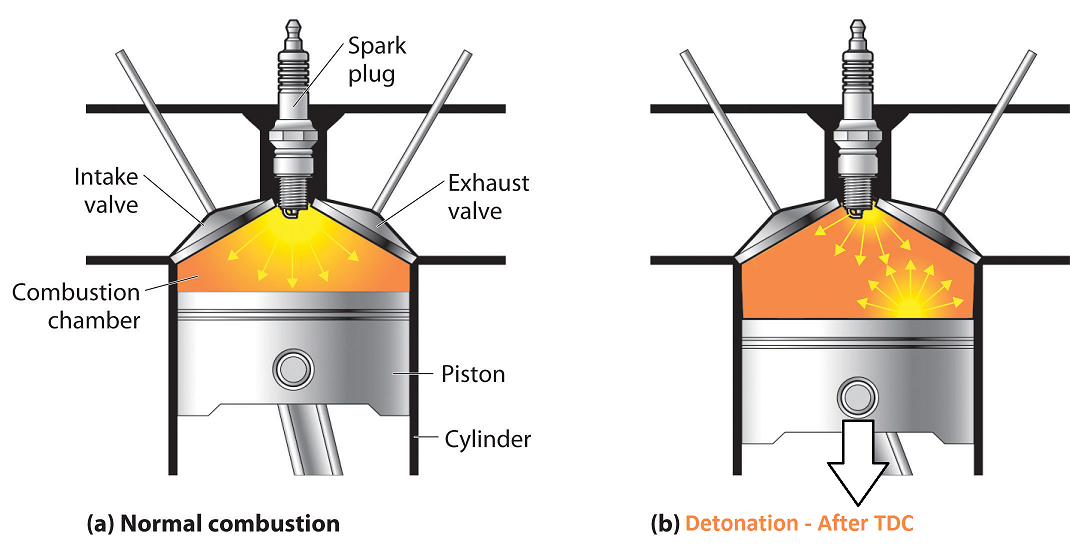 Spark
plug
Intake
valve
Exhaust
valve
Combustion
chamber
Piston
Cylinder
(a) Normal combustion
(b) Detonation - After TDC